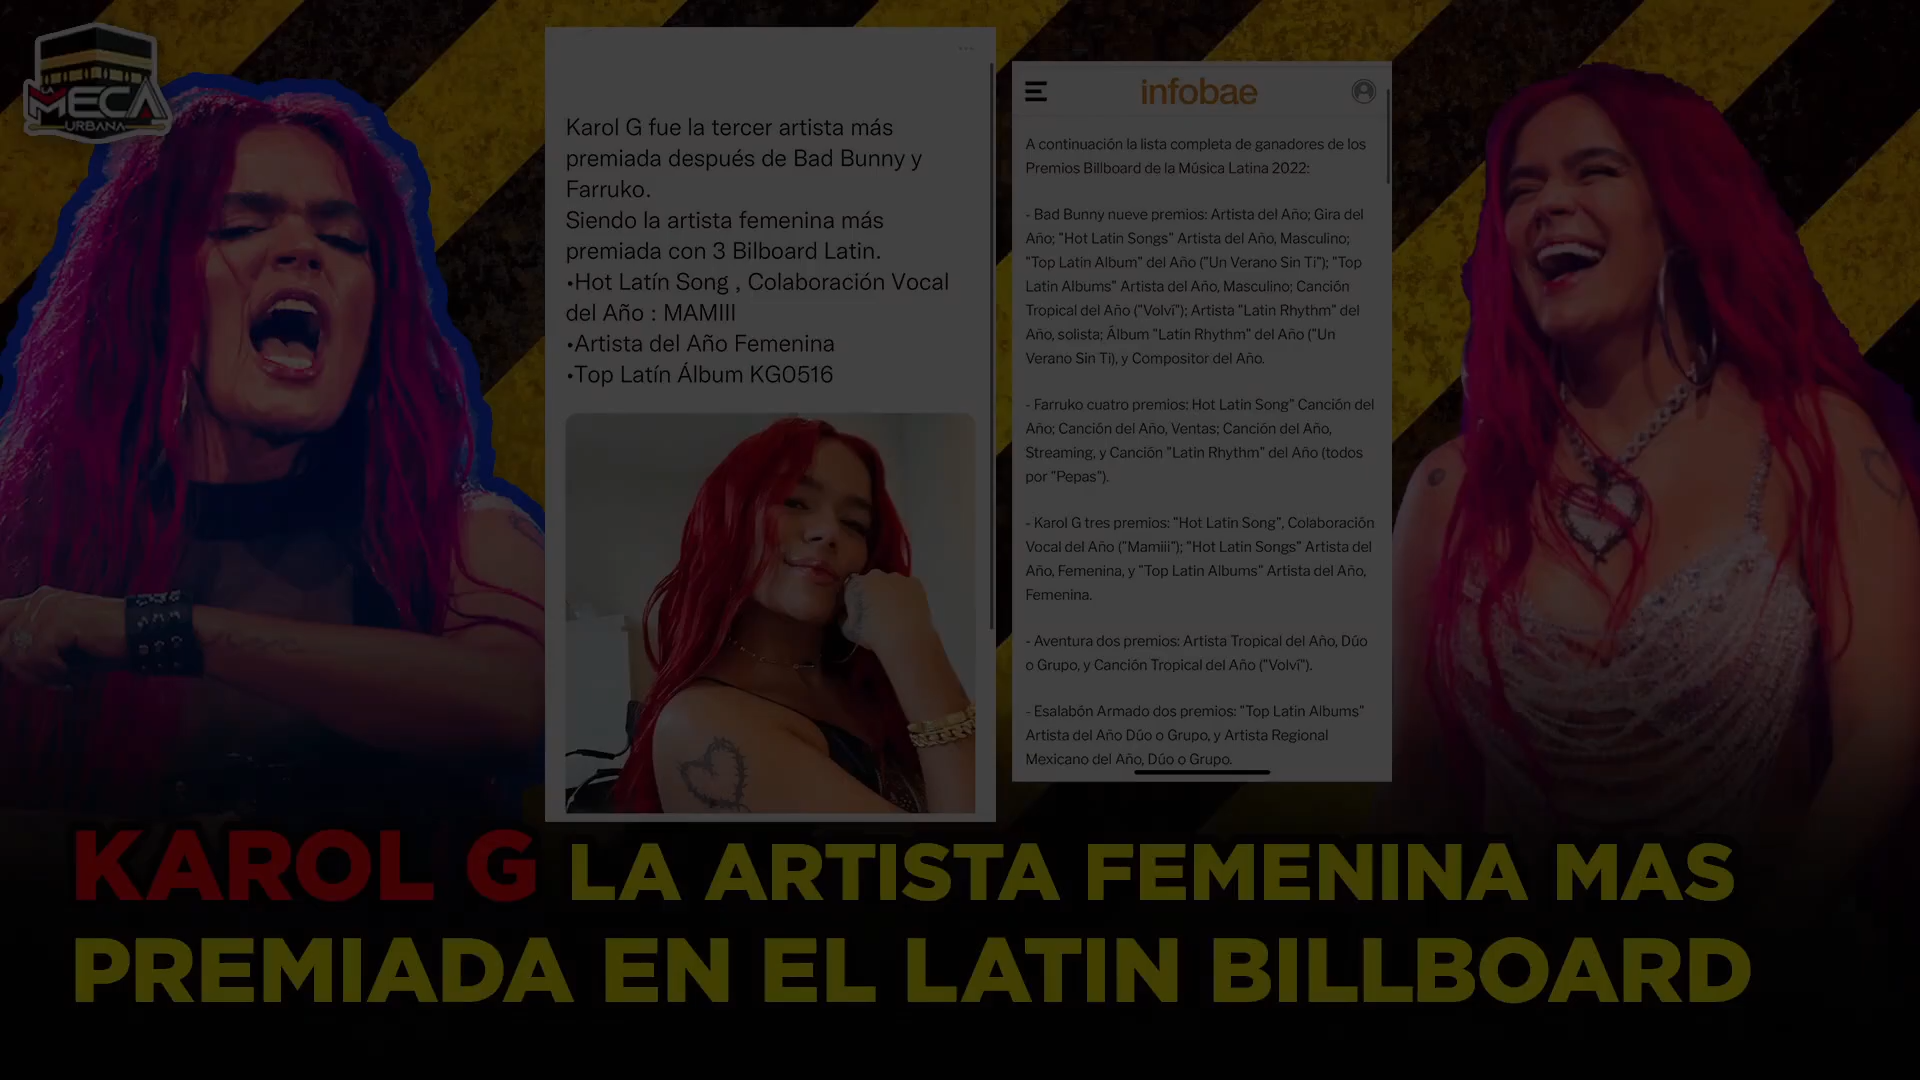 LA
MECA
URBANA
Karol G fue la tercer artista más
premiada después de Bad Bunny y
Farruko.
Siendo la artista femenina más
premiada con 3 Bilboard Latin.
•Hot Latín Song , Colaboración Vocal
del Año : MAMIII
•Artista del Año Femenina
•Top Latín Álbum KG0516
infobae
A continuación la lista completa de ganadores de los
Premios Billboard de la Música Latina 2022:
- Bad Bunny nueve premios: Artista del Año; Gira del
Año; "Hot Latin Songs" Artista del Año, Masculino;
"Top Latin Album" del Año ("Un Verano Sin Ti"); "Top
Latin Albums" Artista del Año, Masculino; Canción
Tropical del Año ("Volví"); Artista "Latin Rhythm" del
Año, solista; Álbum "Latin Rhythm" del Año ("Un
Verano Sin Ti), y Compositor del Año.
- Farruko cuatro premios: Hot Latin Song" Canción del
Año; Canción del Año, Ventas; Canción del Año,
Streaming, y Canción "Latin Rhythm" del Año (todos
por "Pepas").
- Karol G tres premios: "Hot Latin Song", Colaboración
Vocal del Año ("Mamiii"); "Hot Latin Songs" Artista del
Año, Femenina, y "Top Latin Albums" Artista del Año,
Femenina.
- Aventura dos premios: Artista Tropical del Año, Dúo
o Grupo, y Canción Tropical del Año ("Volví").
- Esalabón Armado dos premios: "Top Latin Albums"
Artista del Año Dúo o Grupo, y Artista Regional
Mexicano del Año, Dúo o Grupo.
KAROL G LA ARTISTA FEMENINA MAS
PREMIADA EN EL LATIN BILLBOARD